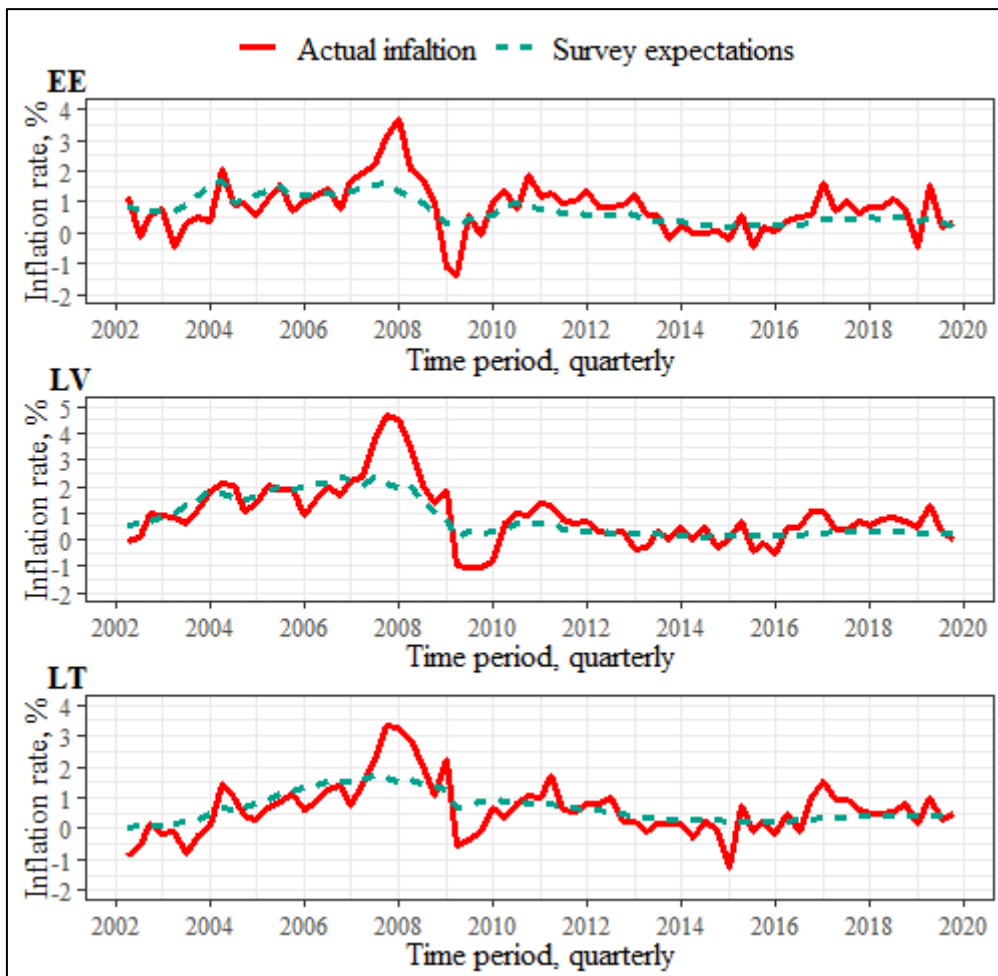 Actual infaltion Survey expectations
EE
Inflation rate, %
4
3
2
1
0
-1
-2
2002 2004 2006 2008 2010 2012 2014 2016 2018 2020
Time period, quarterly
LV
Inflation rate, %
5
4
3
2
1
0
-1
-2
2002 2004 2006 2008 2010 2012 2014 2016 2018 2020
Time period, quarterly
LT
Inflation rate, %
4
3
2
1
0
-1
-2
2002 2004 2006 2008 2010 2012 2014 2016 2018 2020
Time period, quarterly